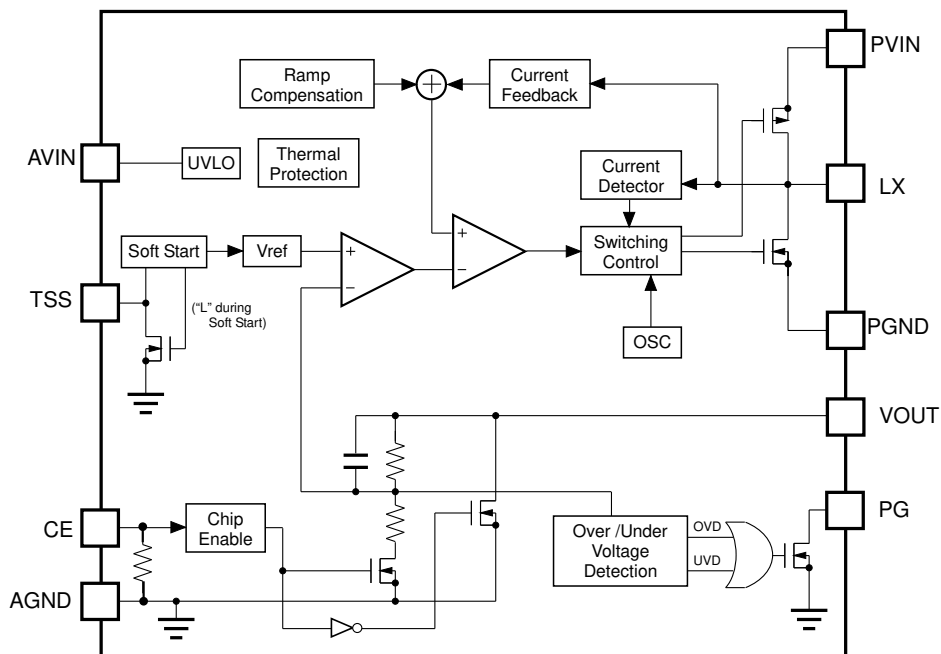 PVIN
Ramp
Compensation
+
Current
Feedback
AVIN
UVLO
Thermal
Protection
Current
Detector
LX
Soft Start
Vref
+
−
+
−
Switching
Control
TSS
("L" during
Soft Start)
OSC
PGND
VOUT
CE
Chip
Enable
Over /Under
Voltage
Detection
OVD
UVD
PG
AGND